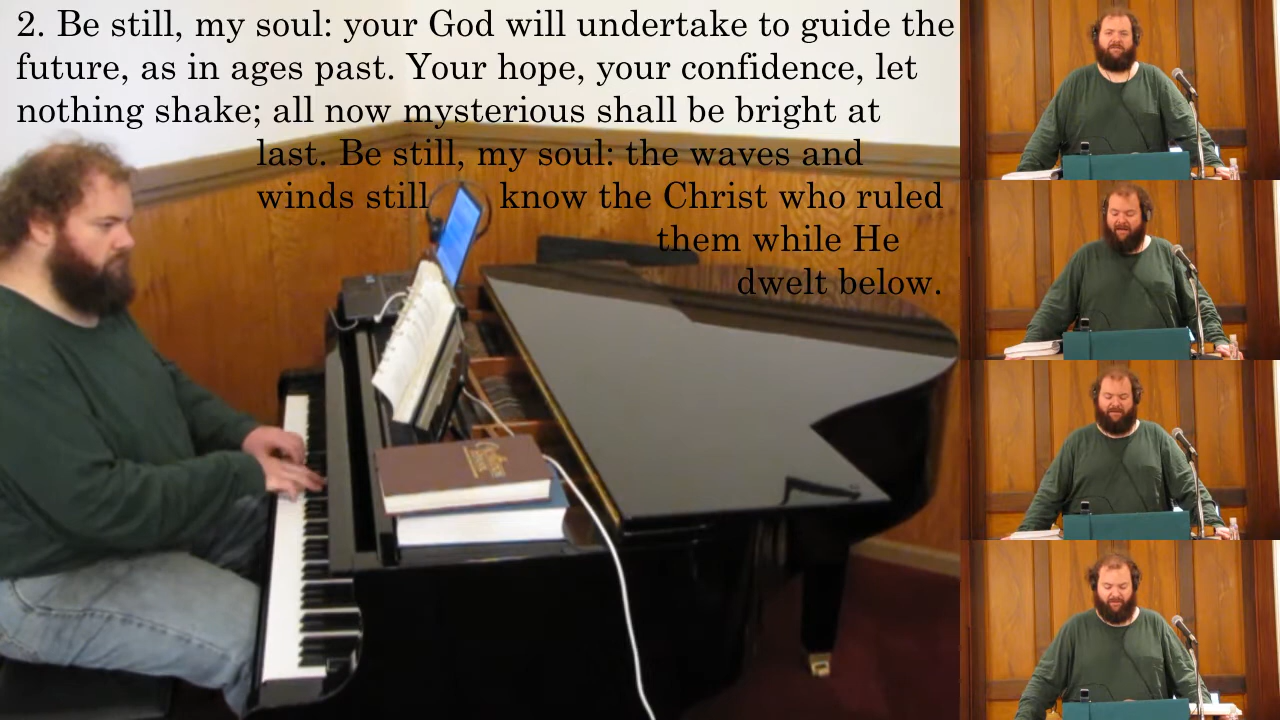 2. Be still, my soul: your God will undertake to guide the
future, as in ages past. Your hope, your confidence, let
nothing shake; all now mysterious shall be bright at
last. Be still, my soul: the waves and
winds still know the Christ who ruled
them while He
dwelt below.